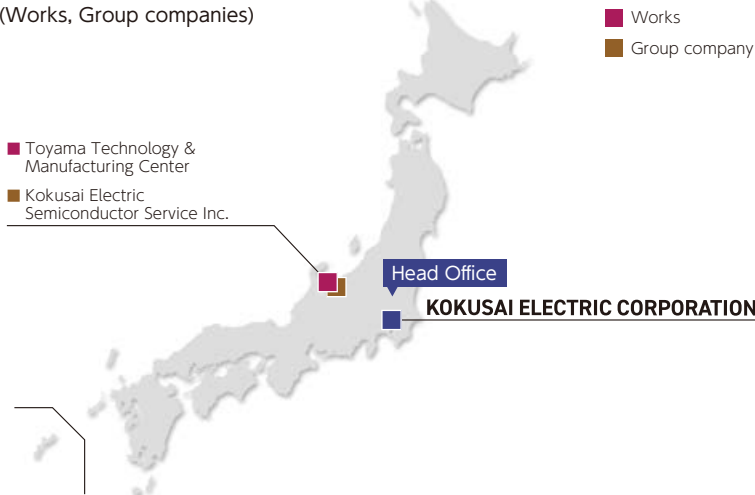 (Works, Group companies)
Works
Group company
Toyama Technology &
Manufacturing Center
Kokusai Electric
Semiconductor Service Inc.
Head Office
KOKUSAI ELECTRIC CORPORATION